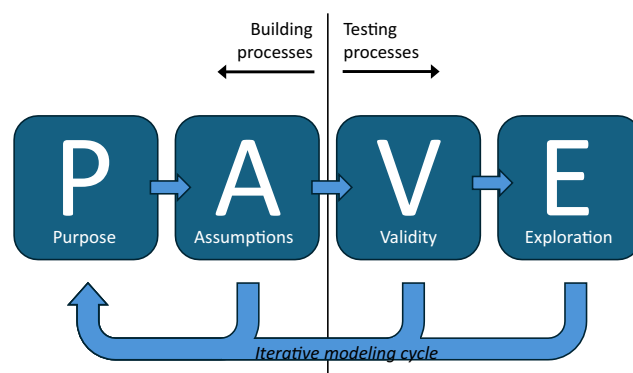 Building
processes
Testing
processes
P
Purpose
A
Assumptions
V
Validity
E
Exploration
Iterative modeling cycle